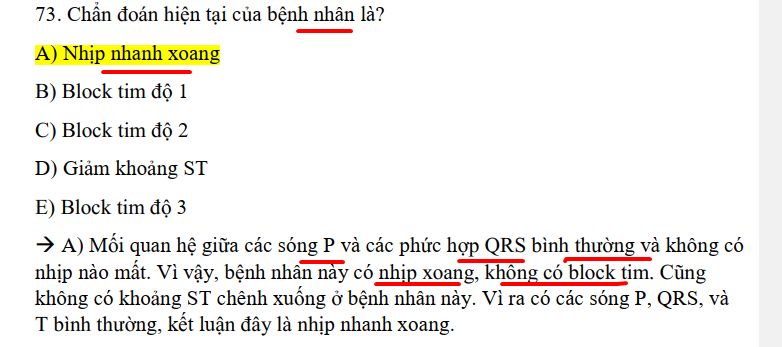 73. Chẩn đoán hiện tại của bệnh nhân là?
A) Nhịp nhanh xoang
B) Block tim độ 1
C) Block tim độ 2
D) Giảm khoảng ST
E) Block tim độ 3
→ A) Mối quan hệ giữa các sóng P và các phức hợp QRS bình thường và không có
nhịp nào mất. Vì vậy, bệnh nhân này có nhịp xoang, không có block tim. Cũng
không có khoảng ST chênh xuống ở bệnh nhân này. Vì ra có các sóng P, QRS, và
T bình thường, kết luận đây là nhịp nhanh xoang.